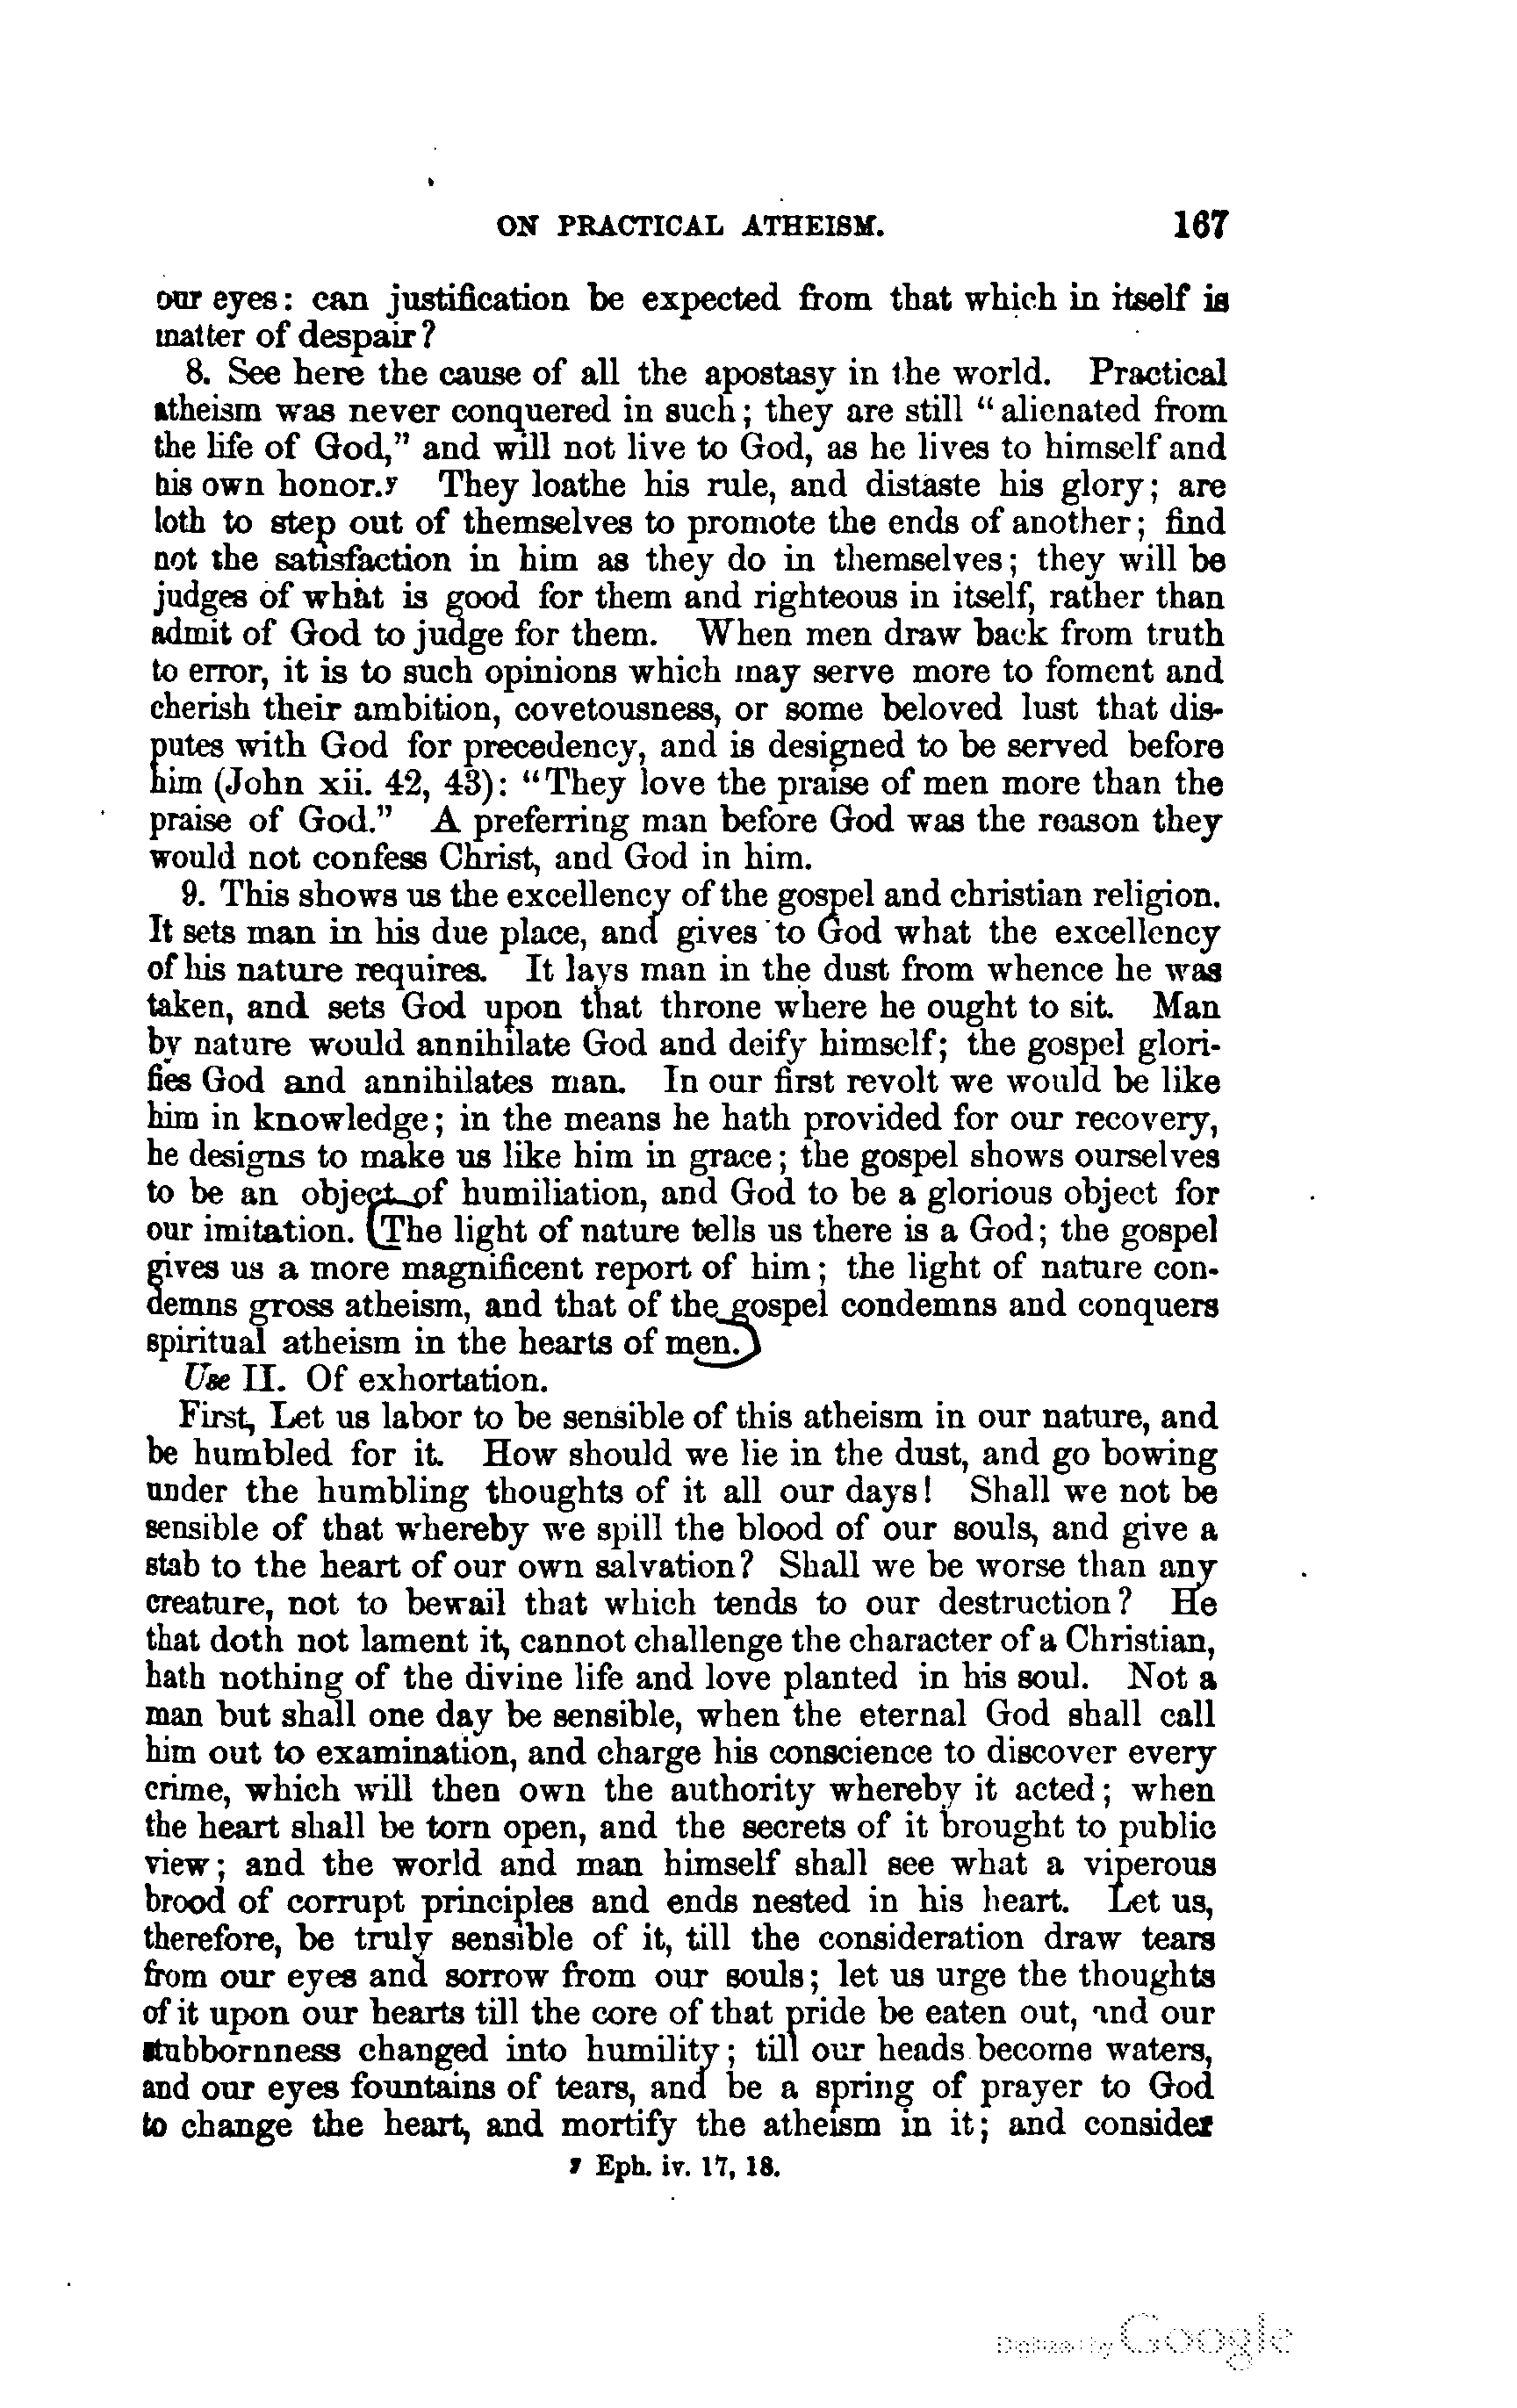 ON PRACTICAL ATHEISM. 167
our eyes: can justification be expected from that which in itself is
matter of despair?
8. See here the cause of all the apostasy in the world. Practical
atheism was never conquered in such; they are still "alienated from
the life of God," and will not live to God, as he lives to himself and
his own honor.y They loathe his rule, and distaste his glory; are
loth to step out of themselves to promote the ends of another; find
not the satisfaction in him as they do in themselves; they will be
judges of what is good for them and righteous in itself, rather than
admit of God to judge for them. When men draw back from truth
to error, it is to such opinions which may serve more to foment and
cherish their ambition, covetousness, or some beloved lust that dis-
putes with God for precedency, and is designed to be served before
him (John xii. 42, 43): "They love the praise of men more than the
praise of God." A preferring man before God was the reason they
would not confess Christ, and God in him.
9. This shows us the excellency of the gospel and christian religion.
It sets man in his due place, and gives to God what the excellency
of his nature requires. It lays man in the dust from whence he was
taken, and sets God upon that throne where he ought to sit. Man
by nature would annihilate God and deify himself; the gospel glori-
fies God and annihilates man. In our first revolt we would be like
him in knowledge; in the means he hath provided for our recovery,
he designs to make us like him in grace; the gospel shows ourselves
to be an object of humiliation, and God to be a glorious object for
our imitation. (The light of nature tells us there is a God; the gospel
gives us a more magnificent report of him; the light of nature con-
demns gross atheism, and that of the gospel condemns and conquers
spiritual atheism in the hearts of men.)
Use II. Of exhortation.
First, Let us labor to be sensible of this atheism in our nature, and
be humbled for it. How should we lie in the dust, and go bowing
under the humbling thoughts of it all our days! Shall we not be
sensible of that whereby we spill the blood of our souls, and give a
stab to the heart of our own salvation? Shall we be worse than any
creature, not to bewail that which tends to our destruction? He
that doth not lament it, cannot challenge the character of a Christian,
hath nothing of the divine life and love planted in his soul. Not a
man but shall one day be sensible, when the eternal God shall call
him out to examination, and charge his conscience to discover every
crime, which will then own the authority whereby it acted; when
the heart shall be torn open, and the secrets of it brought to public
view; and the world and man himself shall see what a viperous
brood of corrupt principles and ends nested in his heart. Let us,
therefore, be truly sensible of it, till the consideration draw tears
from our eyes and sorrow from our souls; let us urge the thoughts
of it upon our hearts till the core of that pride be eaten out, and our
stubbornness changed into humility; till our heads become waters,
and our eyes fountains of tears, and be a spring of prayer to God
to change the heart, and mortify the atheism in it; and consider
y Eph. iv. 17, 18.
Digitized by Google